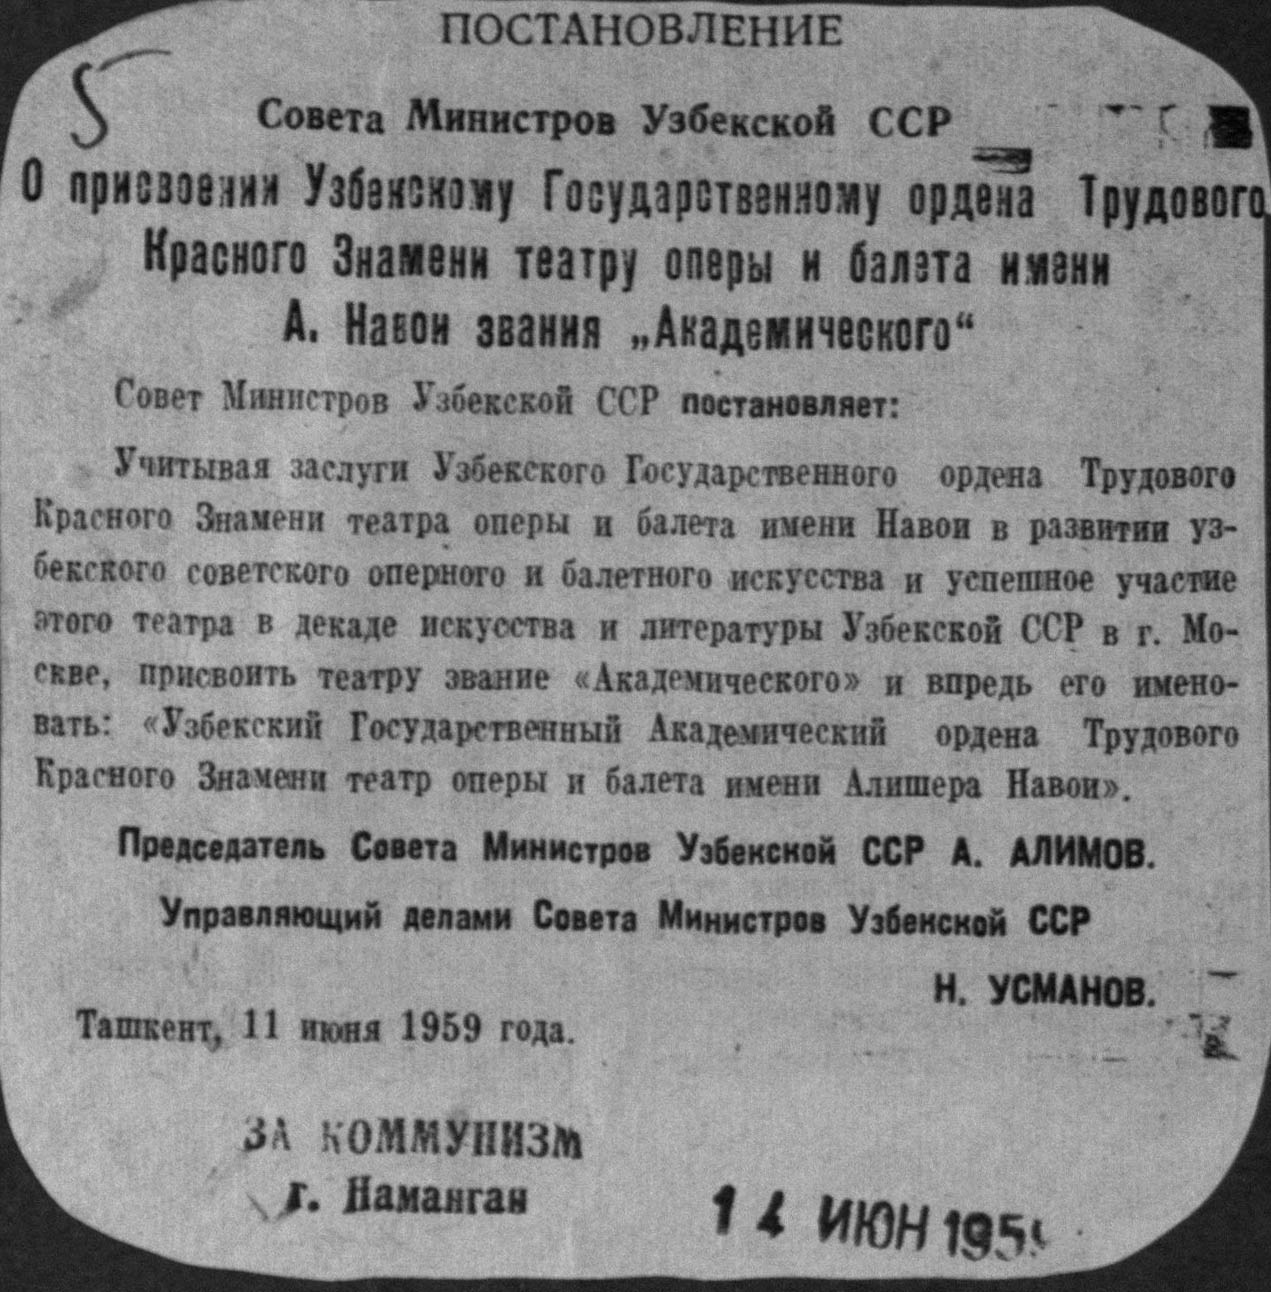 ПОСТАНОВЛЕНИЕ
5
Совета Министров Узбекской ССР
О присвоении Узбекскому Государственному ордена Трудового
Красного Знамени театру оперы и балета имени
А. Навои звания „Академического“
Совет Министров Узбекской ССР постановляет:
Учитывая заслуги Узбекского Государственного ордена Трудового
Красного Знамени театра оперы и балета имени Навои в развитии уз-
бекского советского оперного и балетного искусства и успешное участие
этого театра в декаде искусства и литературы Узбекской ССР в г. Мо-
скве, присвоить театру звание «Академического» и впредь его имено-
вать: «Узбекский Государственный Академический ордена Трудового
Красного Знамени театр оперы и балета имени Алишера Навои».
Председатель Совета Министров Узбекской ССР А. АЛИМОВ.
Управляющий делами Совета Министров Узбекской ССР
Н. УСМАНОВ.
Ташкент, 11 июня 1959 года.
ЗА КОММУНИЗМ
г. Наманган
14 ИЮН 1959